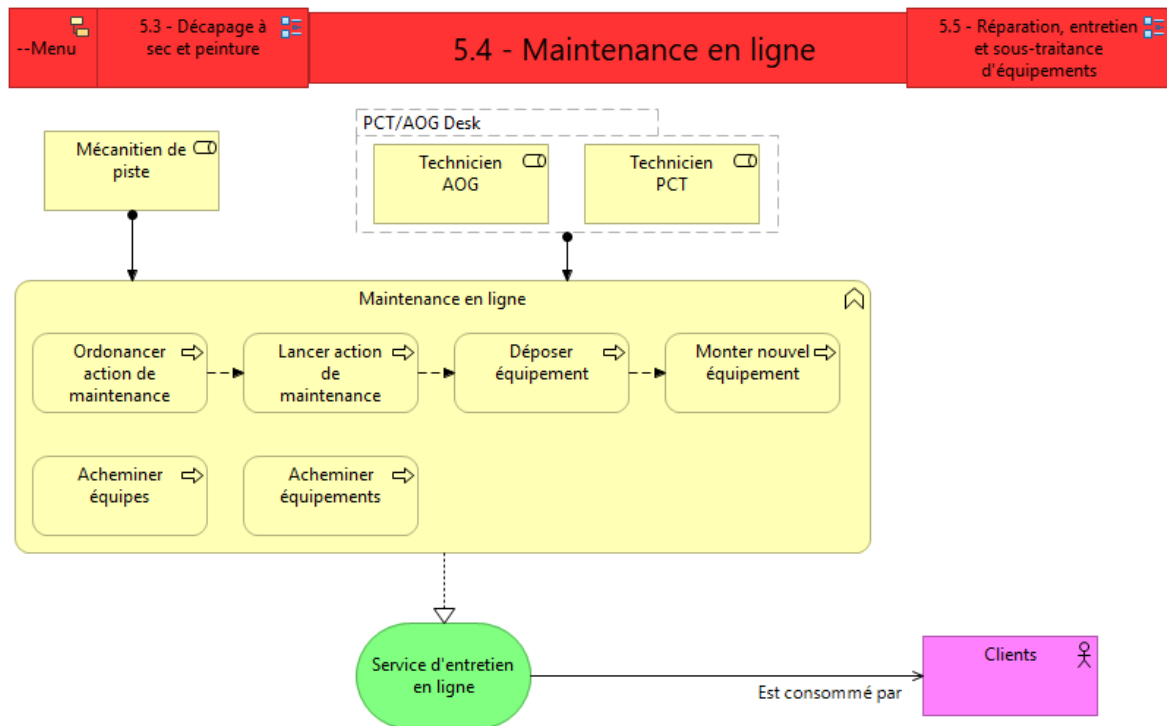 --Menu
5.3 - Décapage à
sec et peinture
5.4 - Maintenance en ligne
5.5 - Réparation, entretien
et sous-traitance
d'équipements
Mécanitien de
piste
PCT/AOG Desk
Technicien
AOG
Technicien
PCT
Maintenance en ligne
Ordonancer
action de
maintenance
Lancer action
de
maintenance
Déposer
équipement
Monter nouvel
équipement
Acheminer
équipes
Acheminer
équipements
Service d'entretien
en ligne
Est consommé par
Clients